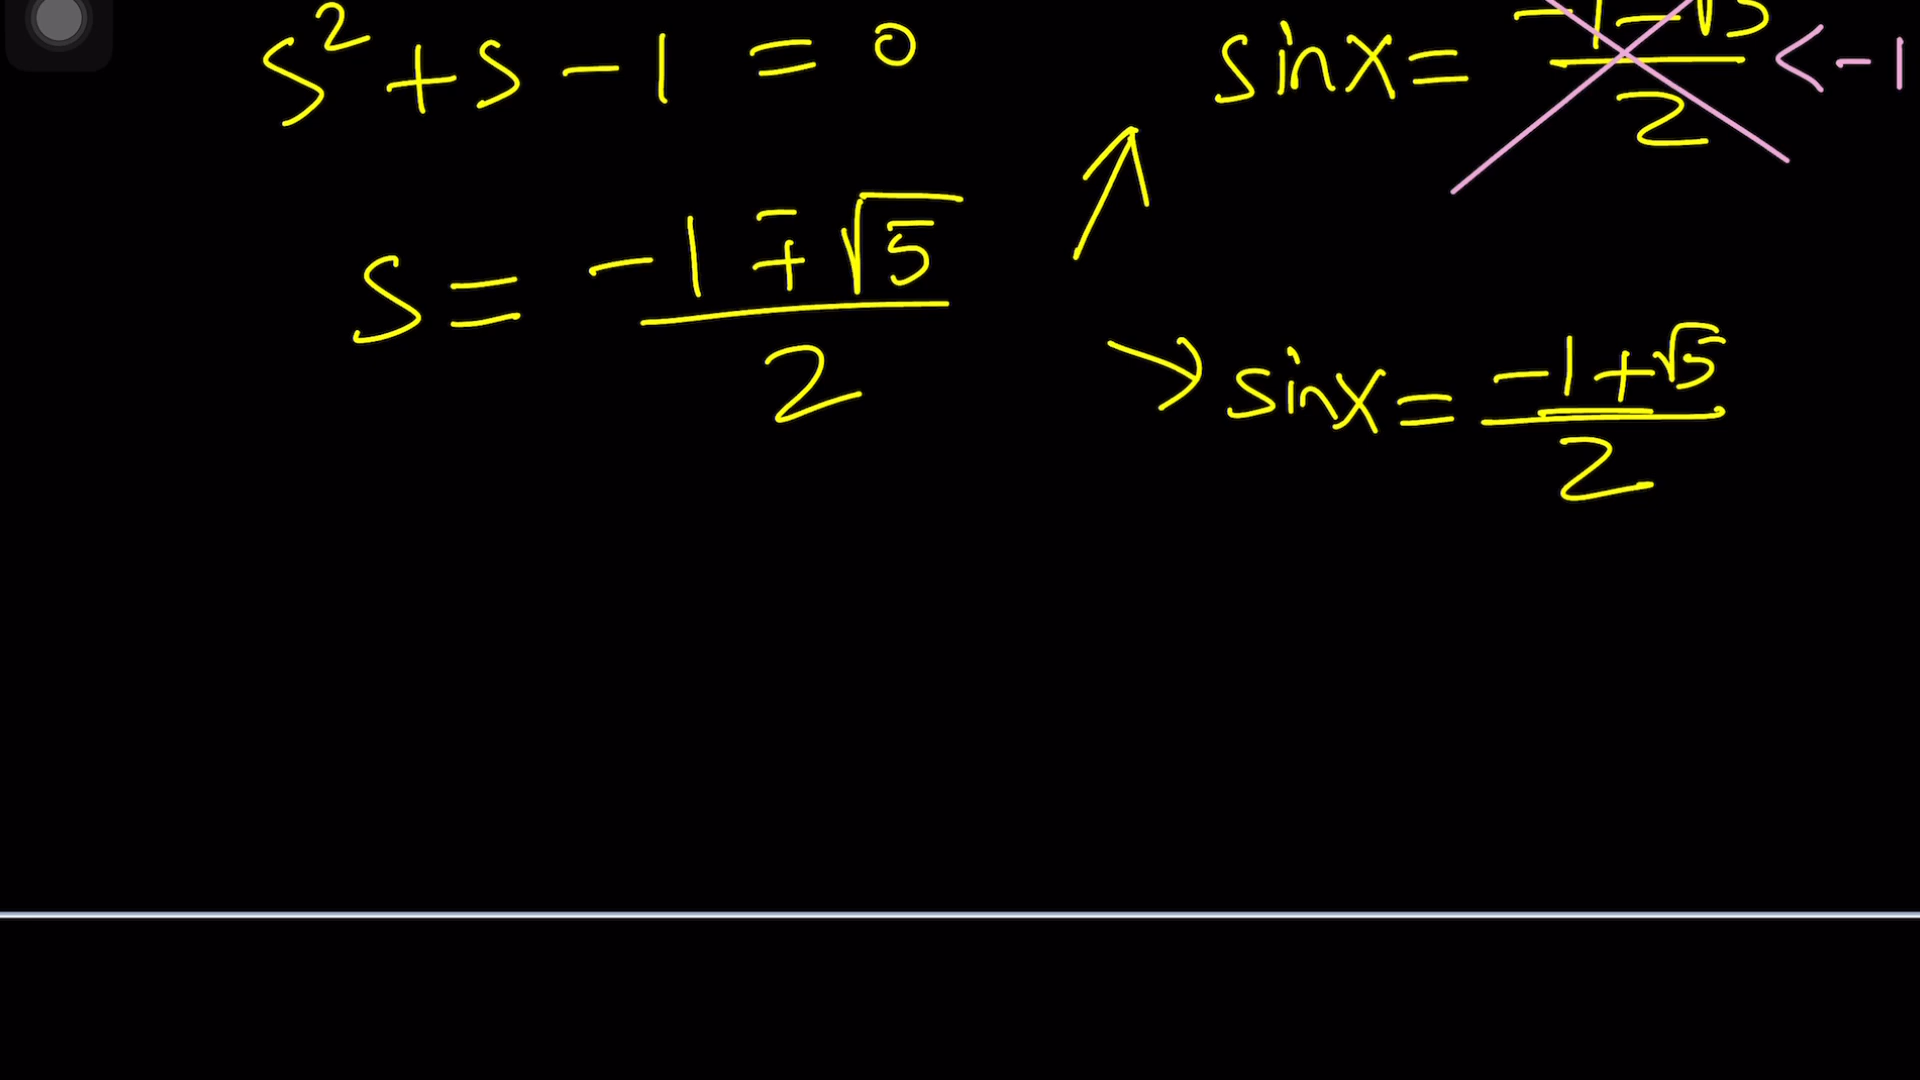 s² + s - 1 = 0
sinx = (-1 - √5)/2 < -1
s = (-1 ∓ √5)/2
sinx = (-1 + √5)/2